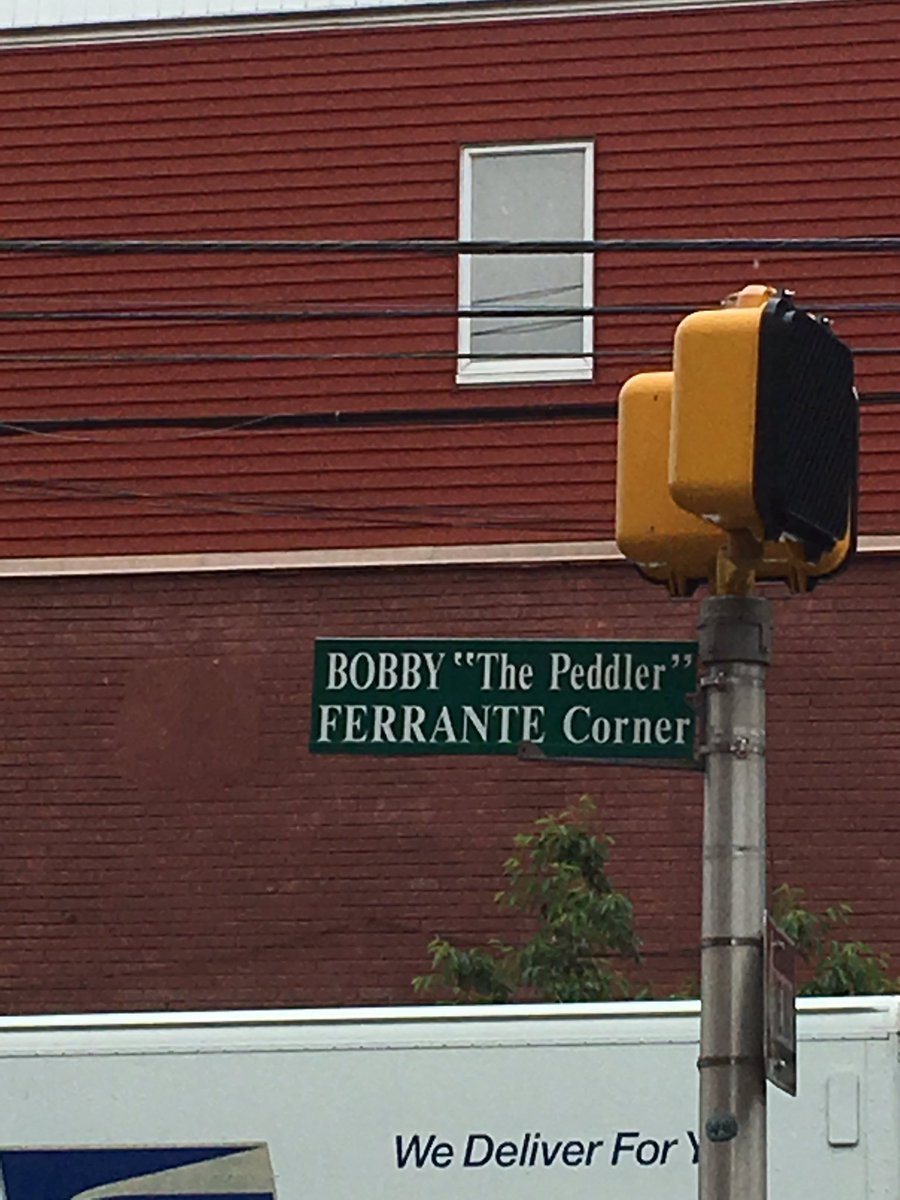 BOBBY "The Peddler"
FERRANTE Corner
We Deliver For Y